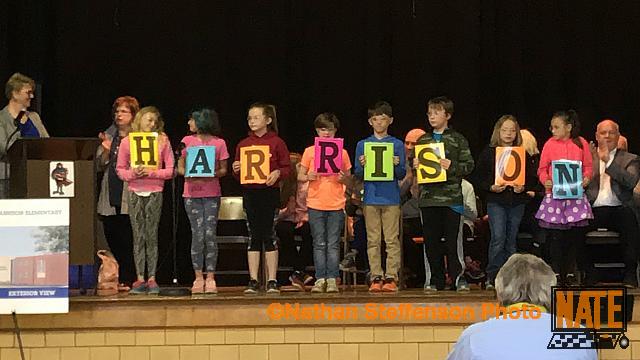 HARRISON
HARRISON ELEMENTARY
EXTERIOR VIEW
©Nathan Steffenson Photo
NATE